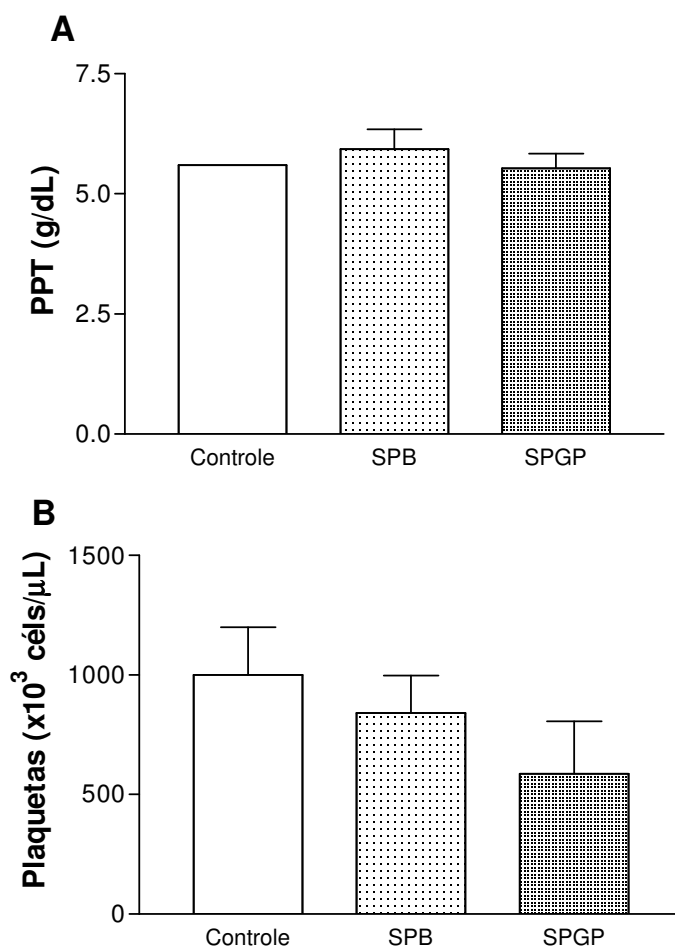 A
PPT (g/dL)
7.5
5.0
2.5
0.0
Controle SPB SPGP
B
Plaquetas (x10³ céls/µL)
1500
1000
500
0
Controle SPB SPGP